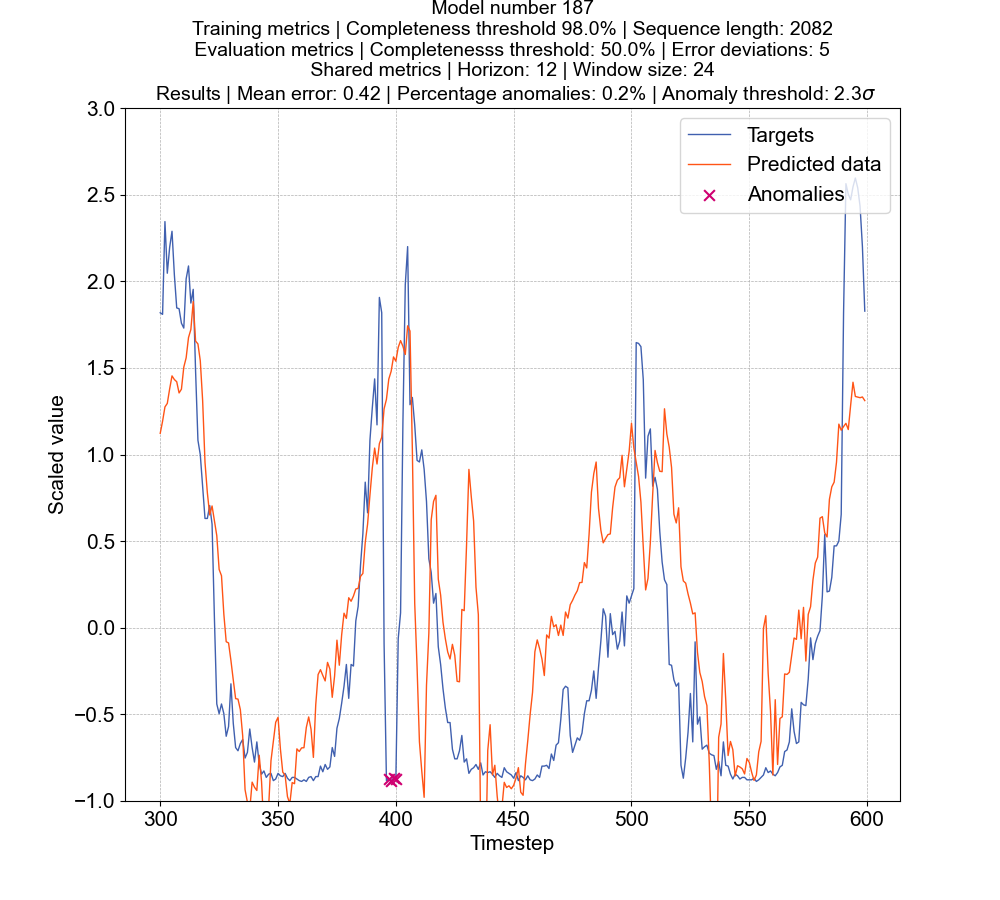 Model number 187
Training metrics | Completeness threshold 98.0% | Sequence length: 2082
Evaluation metrics | Completenesss threshold: 50.0% | Error deviations: 5
Shared metrics | Horizon: 12 | Window size: 24
Results | Mean error: 0.42 | Percentage anomalies: 0.2% | Anomaly threshold: 2.3σ
Targets
Predicted data
Anomalies
Scaled value
3.0
2.5
2.0
1.5
1.0
0.5
0.0
−0.5
−1.0
300
350
400
450
500
550
600
Timestep